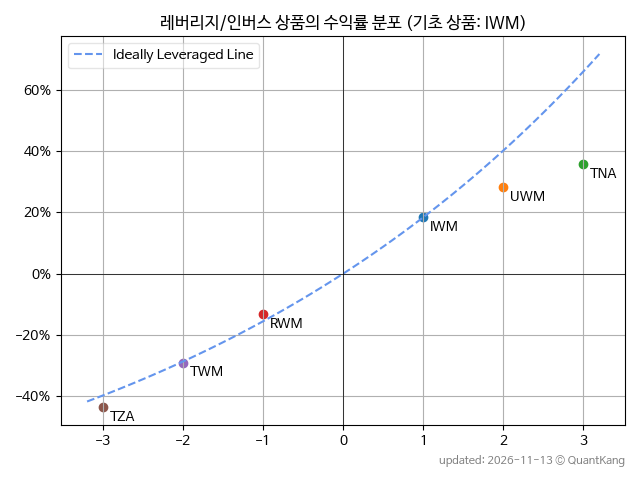 레버리지/인버스 상품의 수익률 분포 (기초 상품: IWM)
Ideally Leveraged Line
60%
40%
20%
0%
−20%
−40%
TNA
UWM
IWM
RWM
TWM
TZA
−3 −2 −1 0 1 2 3
updated: 2026-11-13 © QuantKang